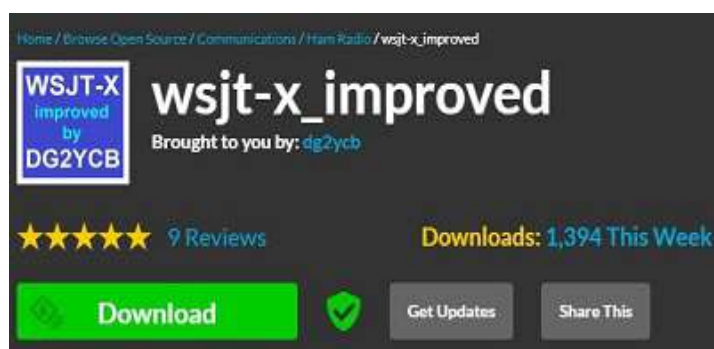 Home / Browse Open Source / Communications / Ham Radio / wsjt-x_improved
WSJT-X
improved
by
DG2YCB
wsjt-x_improved
Brought to you by: dg2ycb
9 Reviews
Downloads: 1,394 This Week
Download
Get Updates
Share This